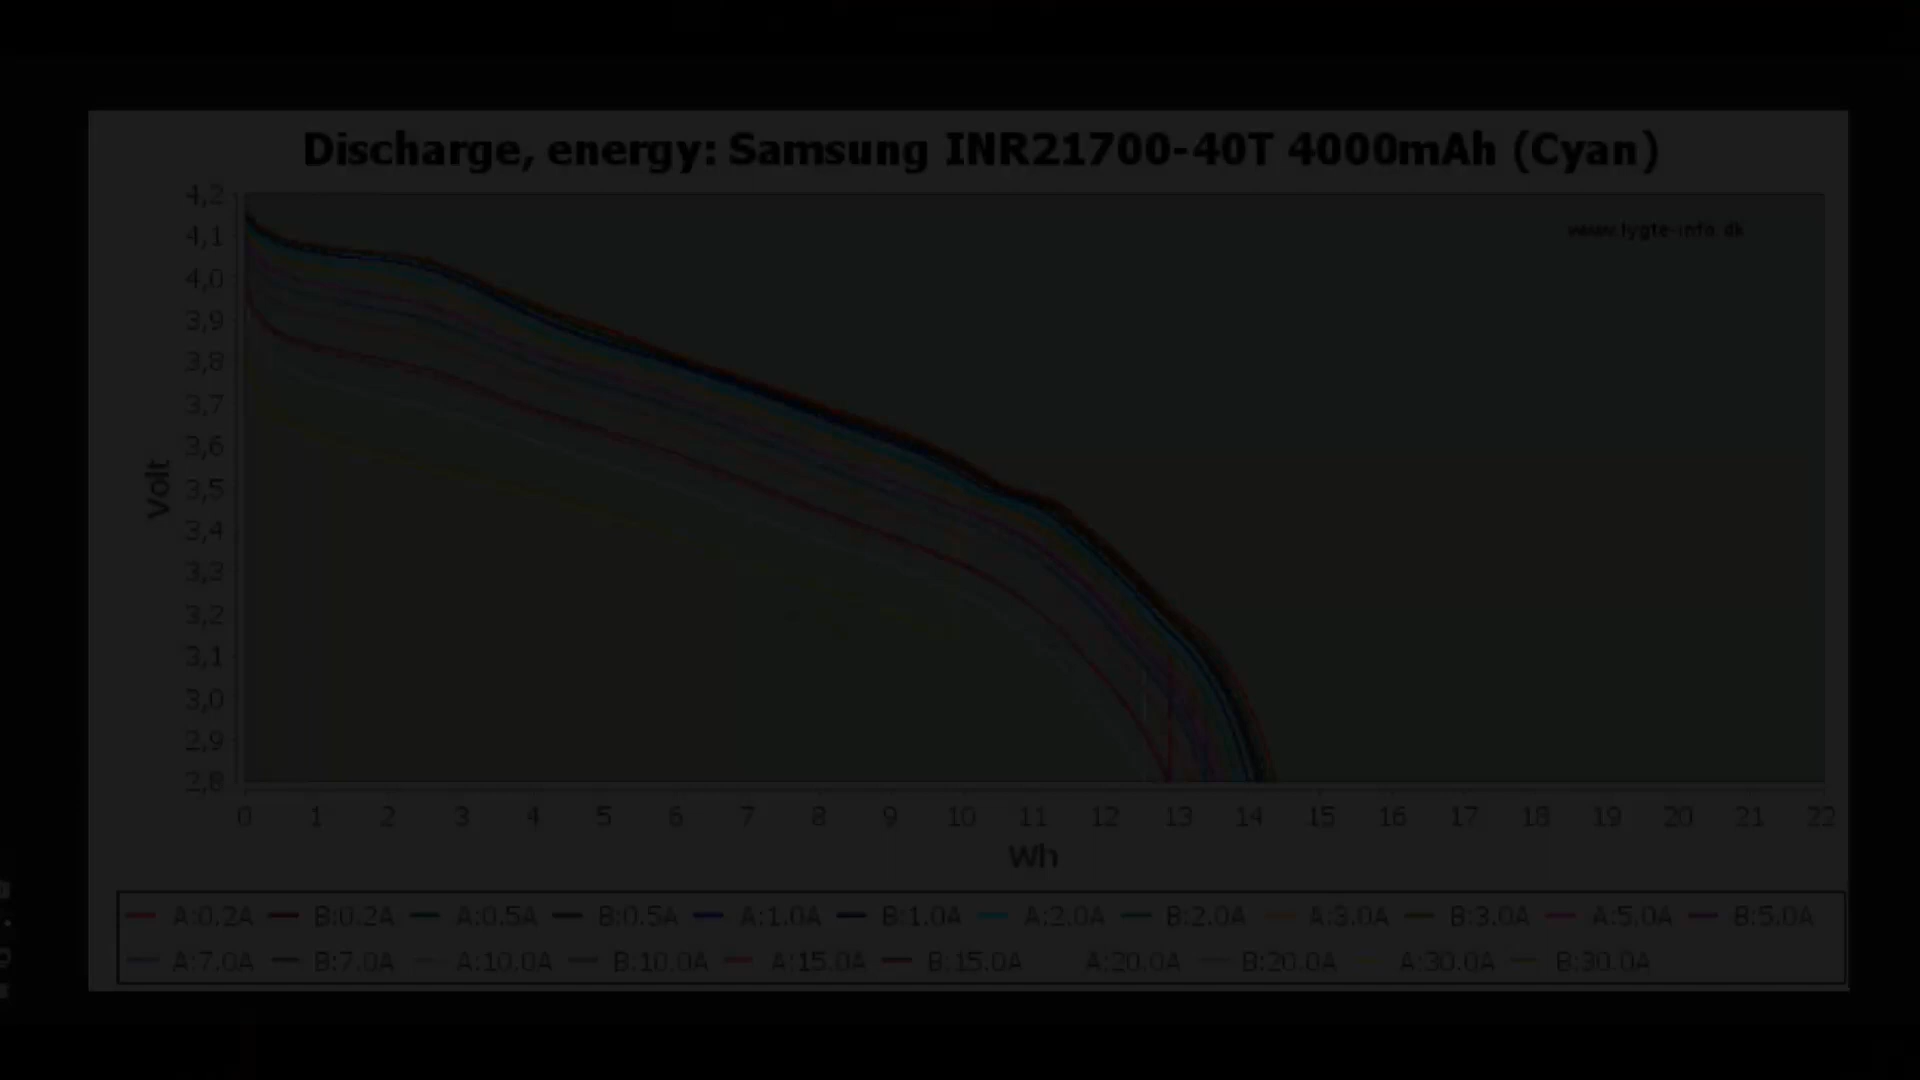 Discharge, energy: Samsung INR21700-40T 4000mAh (Cyan)
www.lygte-info.dk
4,2
4,1
4,0
3,9
3,8
3,7
3,6
3,5
3,4
3,3
3,2
3,1
3,0
2,9
2,8
Volt
0 1 2 3 4 5 6 7 8 9 10 11 12 13 14 15 16 17 18 19 20 21 22
Wh
A:0.2A B:0.2A A:0.5A B:0.5A A:1.0A B:1.0A A:2.0A B:2.0A A:3.0A B:3.0A A:5.0A B:5.0A
A:7.0A B:7.0A A:10.0A B:10.0A A:15.0A B:15.0A A:20.0A B:20.0A A:30.0A B:30.0A